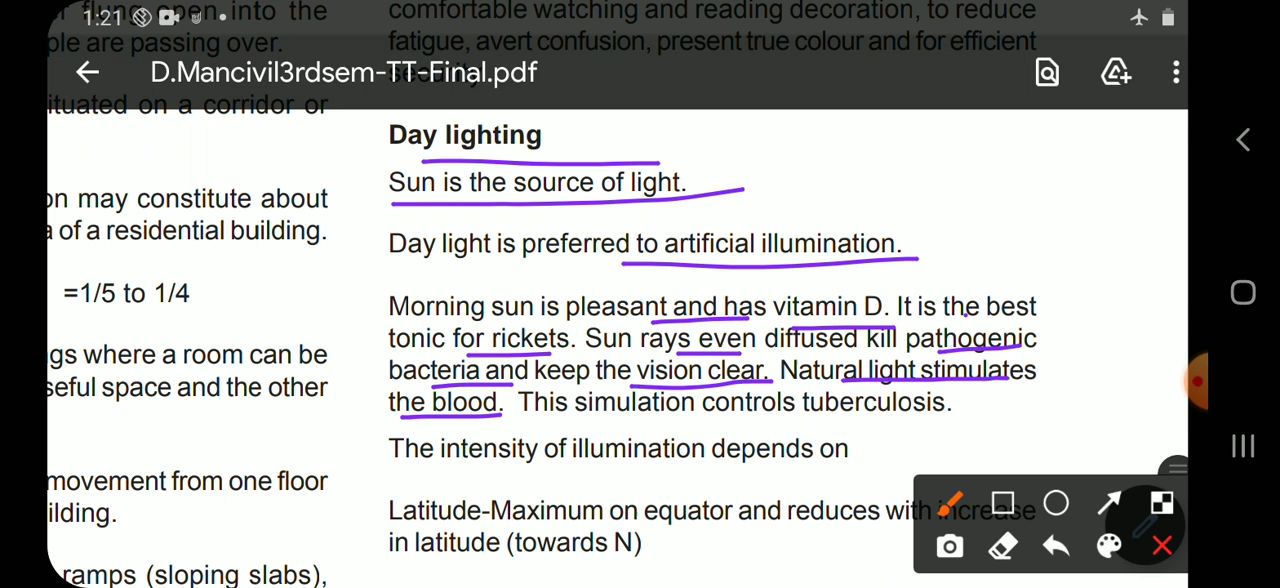 1:21
flung open into the
ple are passing over.
D.Mancivil3rdsem-TT-Final.pdf
ituated on a corridor or
on may constitute about
a of a residential building.
=1/5 to 1/4
gs where a room can be
seful space and the other
movement from one floor
ilding.
ramps (sloping slabs),
comfortable watching and reading decoration, to reduce
fatigue, avert confusion, present true colour and for efficient
Day lighting
Sun is the source of light.
Day light is preferred to artificial illumination.
Morning sun is pleasant and has vitamin D. It is the best
tonic for rickets. Sun rays even diffused kill pathogenic
bacteria and keep the vision clear. Natural light stimulates
the blood. This simulation controls tuberculosis.
The intensity of illumination depends on
Latitude-Maximum on equator and reduces with increase
in latitude (towards N)